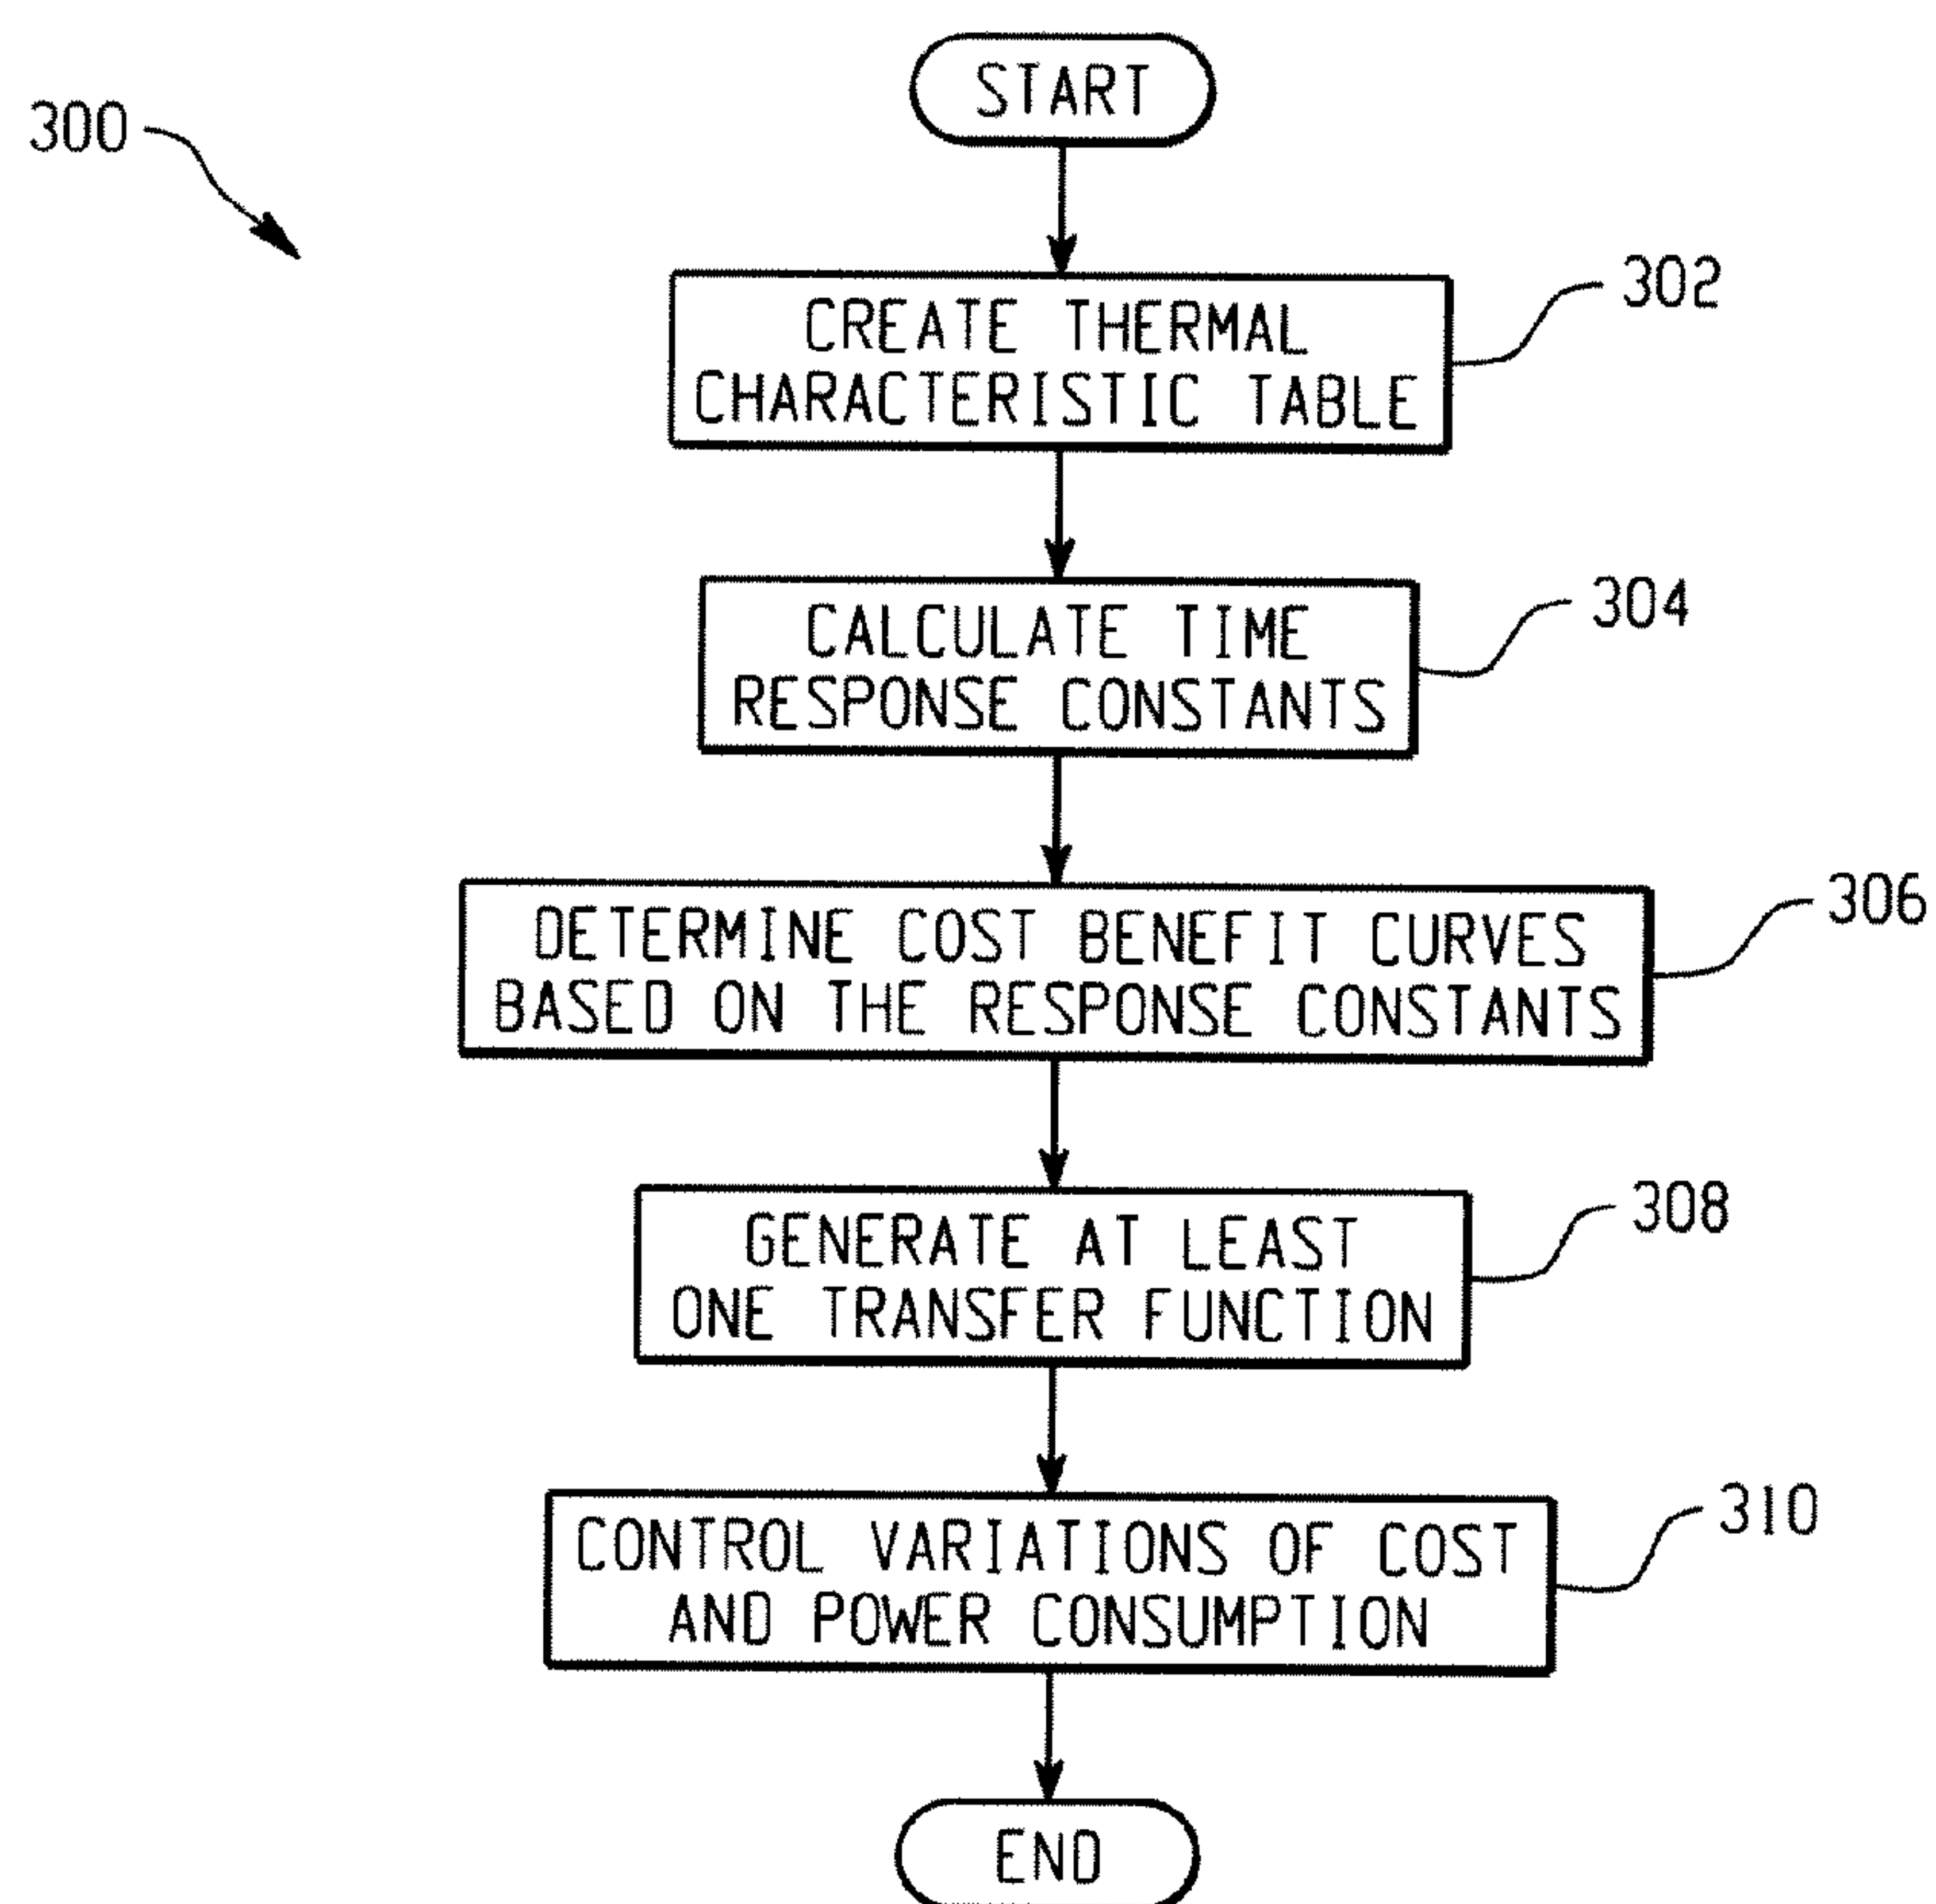 START
300
302
CREATE THERMAL
CHARACTERISTIC TABLE
304
CALCULATE TIME
RESPONSE CONSTANTS
306
DETERMINE COST BENEFIT CURVES
BASED ON THE RESPONSE CONSTANTS
308
GENERATE AT LEAST
ONE TRANSFER FUNCTION
310
CONTROL VARIATIONS OF COST
AND POWER CONSUMPTION
END